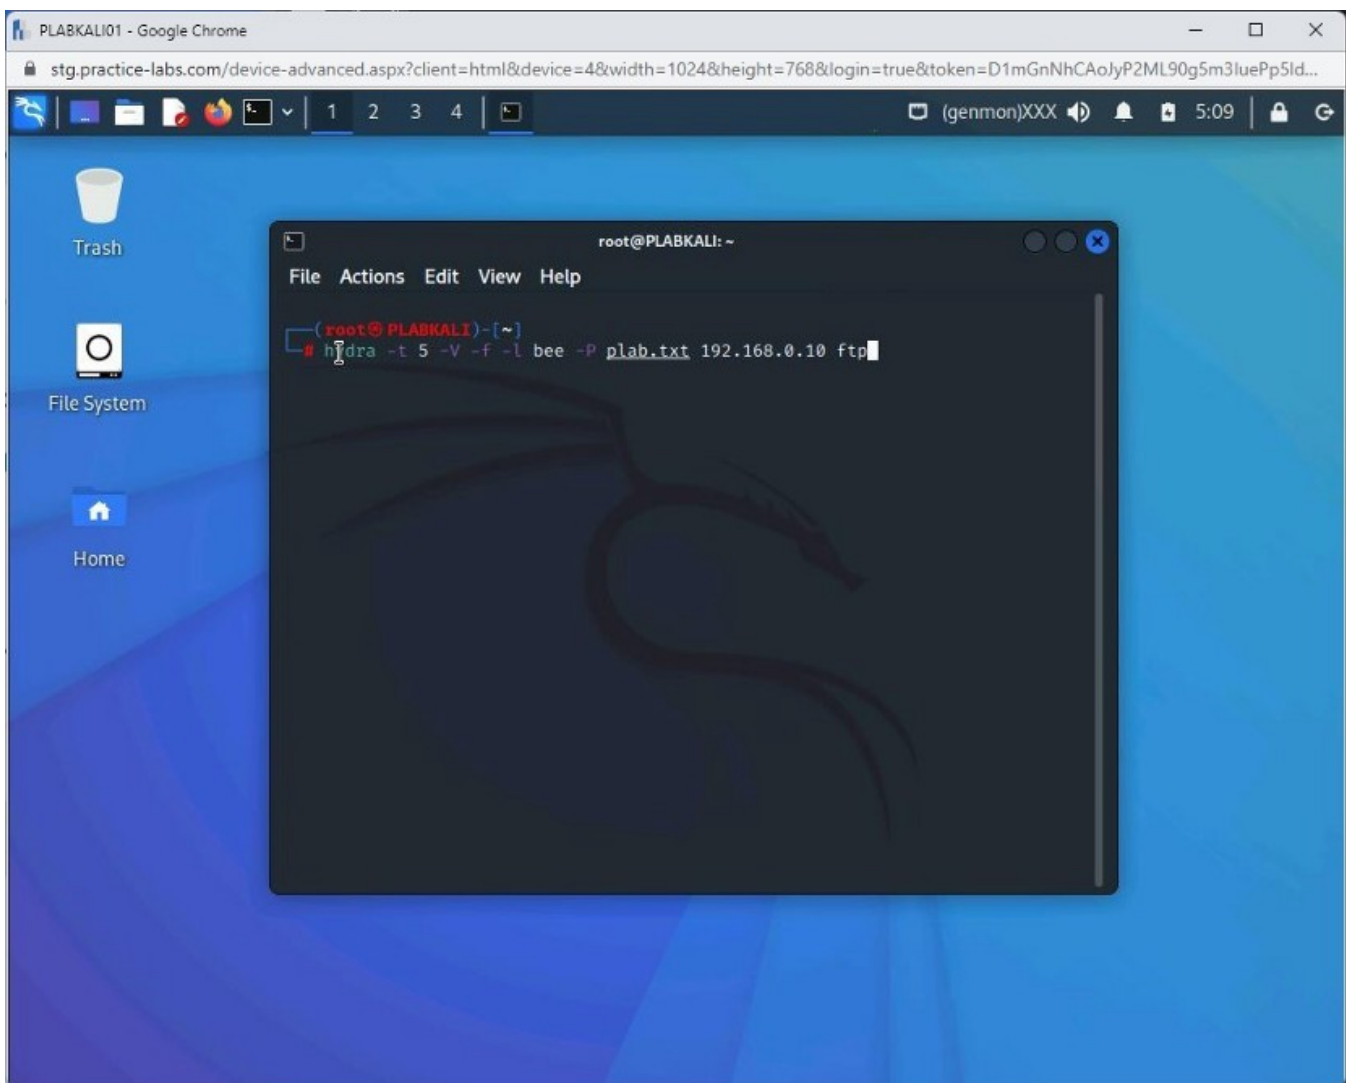 PLABKALI01 - Google Chrome
stg.practice-labs.com/device-advanced.aspx?client=html&device=4&width=1024&height=768&login=true&token=D1mGnNhCAoJyP2ML90g5m3IuePp5ld...
1 2 3 4 (genmon)XXX 5:09
Trash
root@PLABKALI: ~
File Actions Edit View Help
(root㉿PLABKALI)-[~]
# hydra -t 5 -V -f -l bee -P plab.txt 192.168.0.10 ftp
File System
Home